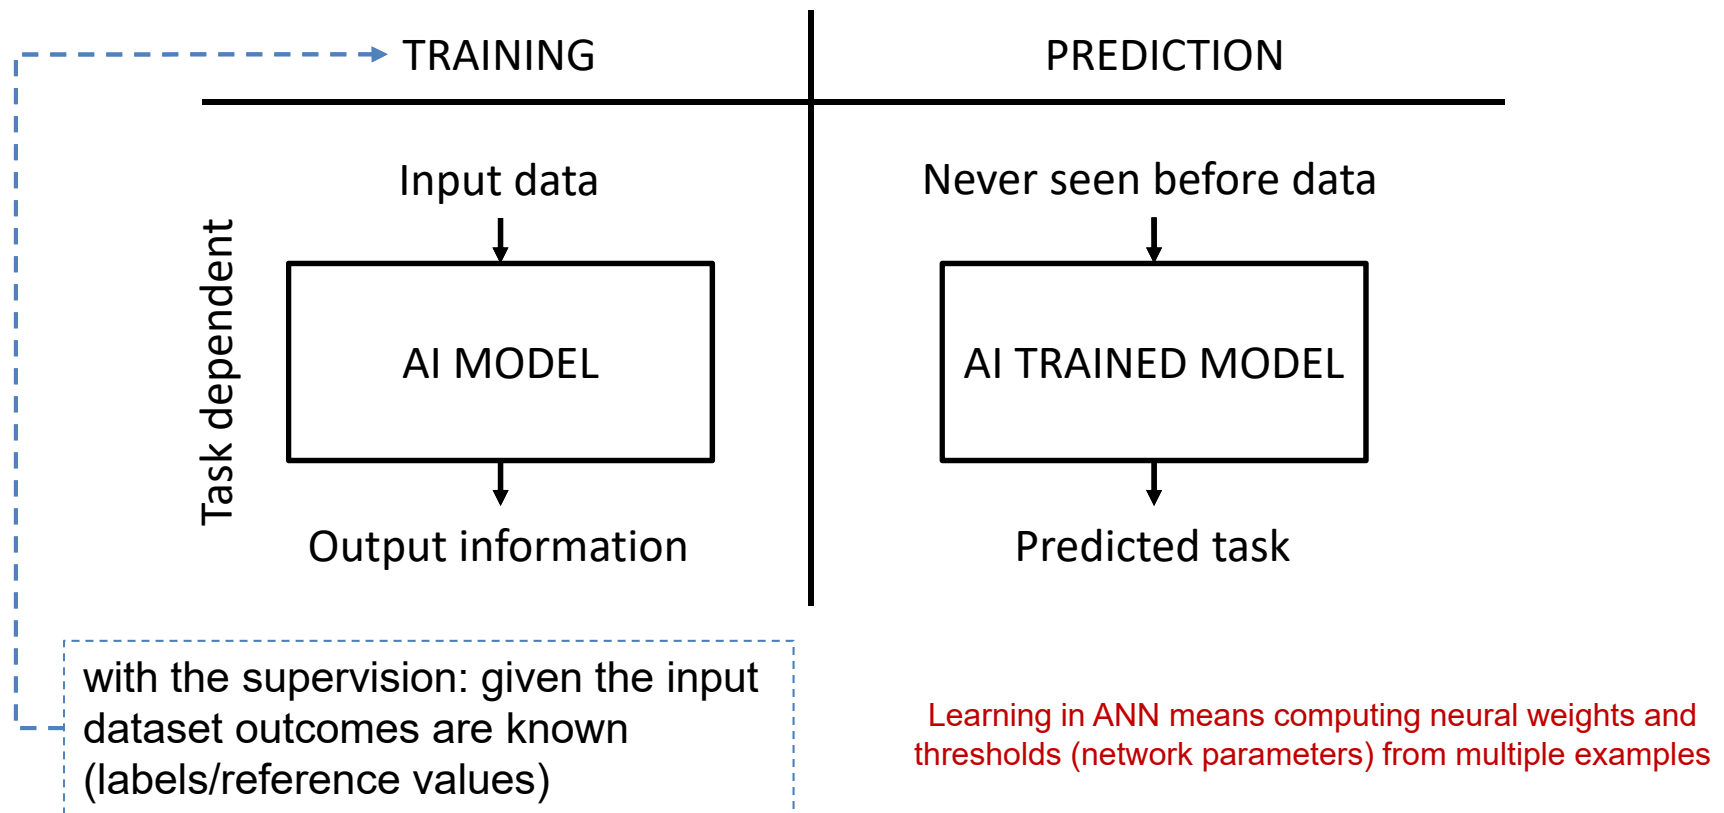 TRAINING
PREDICTION
Input data
Never seen before data
Task dependent
AI MODEL
AI TRAINED MODEL
Output information
Predicted task
with the supervision: given the input
dataset outcomes are known
(labels/reference values)
Learning in ANN means computing neural weights and
thresholds (network parameters) from multiple examples